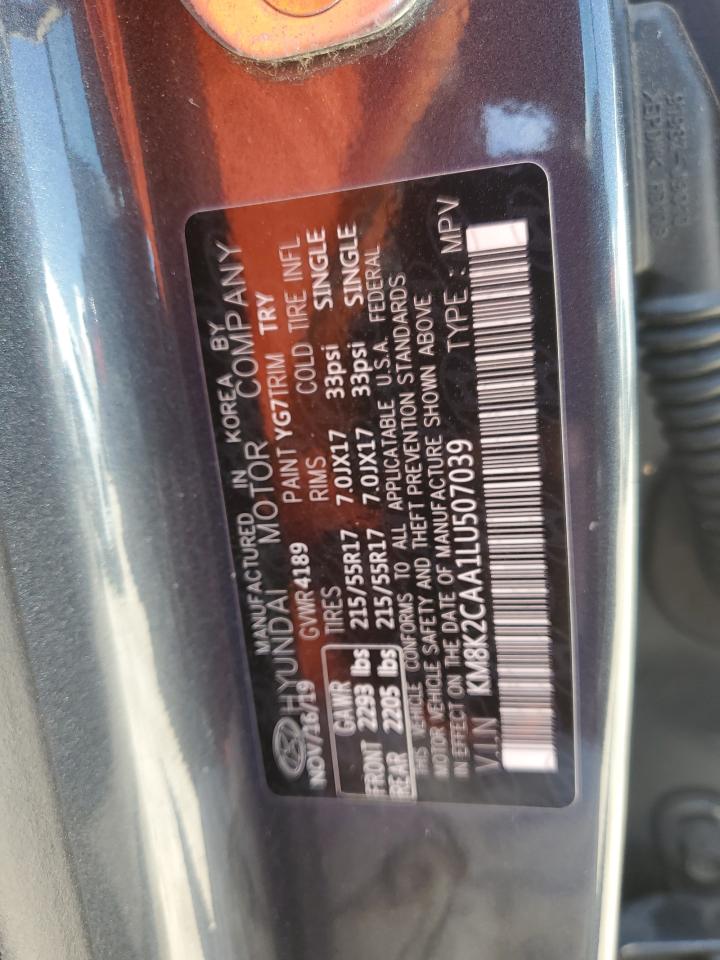 MANUFACTURED IN KOREA BY
HYUNDAI MOTOR COMPANY
NOV/16/19 GVWR 4189 PAINT YG7 TRIM TRY
GAWR TIRES RIMS COLD TIRE INFL
FRONT 2293 lbs 215/55R17 7.0JX17 33psi SINGLE
REAR 2205 lbs 215/55R17 7.0JX17 33psi SINGLE
THIS VEHICLE CONFORMS TO ALL APPLICATABLE U.S.A. FEDERAL
MOTOR VEHICLE SAFETY AND THEFT PREVENTION STANDARDS
IN EFFECT ON THE DATE OF MANUFACTURE SHOWN ABOVE
VIN KM8K2CAA1LU507039 TYPE : MPV